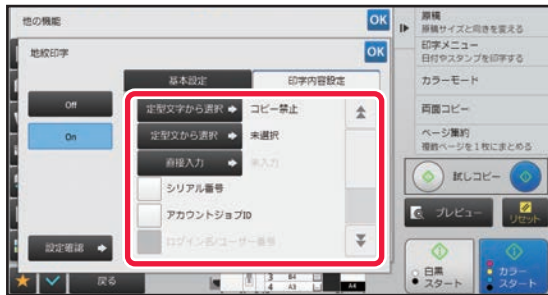 他の機能
OK
地紋印字
OK
基本設定
印字内容設定
Off
On
定型文字から選択
コピー禁止
定型文から選択
未選択
直接入力
未入力
シリアル番号
アカウントジョブID
ログイン名/ユーザー番号
設定確認
戻る
3 B4
4 A3
A4
原稿
原稿サイズと向きを変える
印字メニュー
日付やスタンプを印字する
カラーモード
両面コピー
ページ集約
複数ページを1枚にまとめる
試しコピー
プレビュー
リセット
白黒
スタート
カラー
スタート